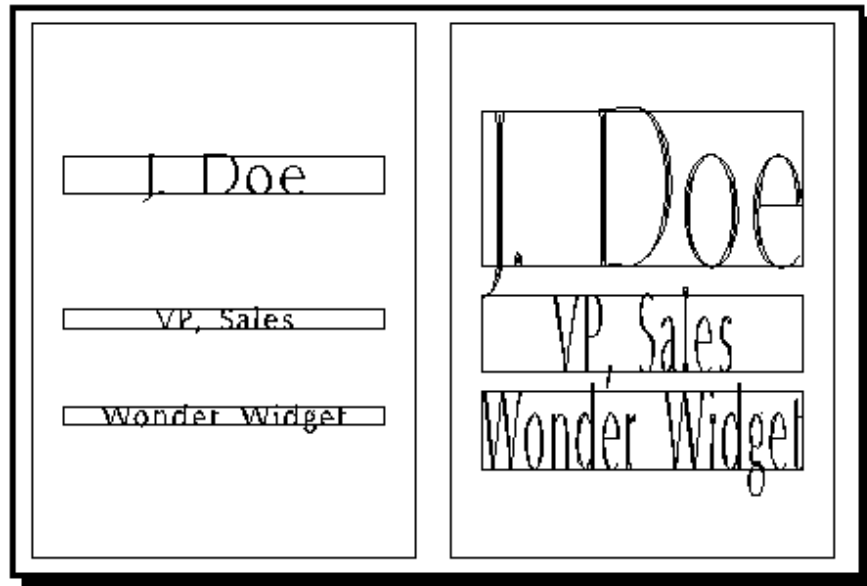 J. Doe
VP, Sales
Wonder Widget
J. Doe
VP, Sales
Wonder Widget